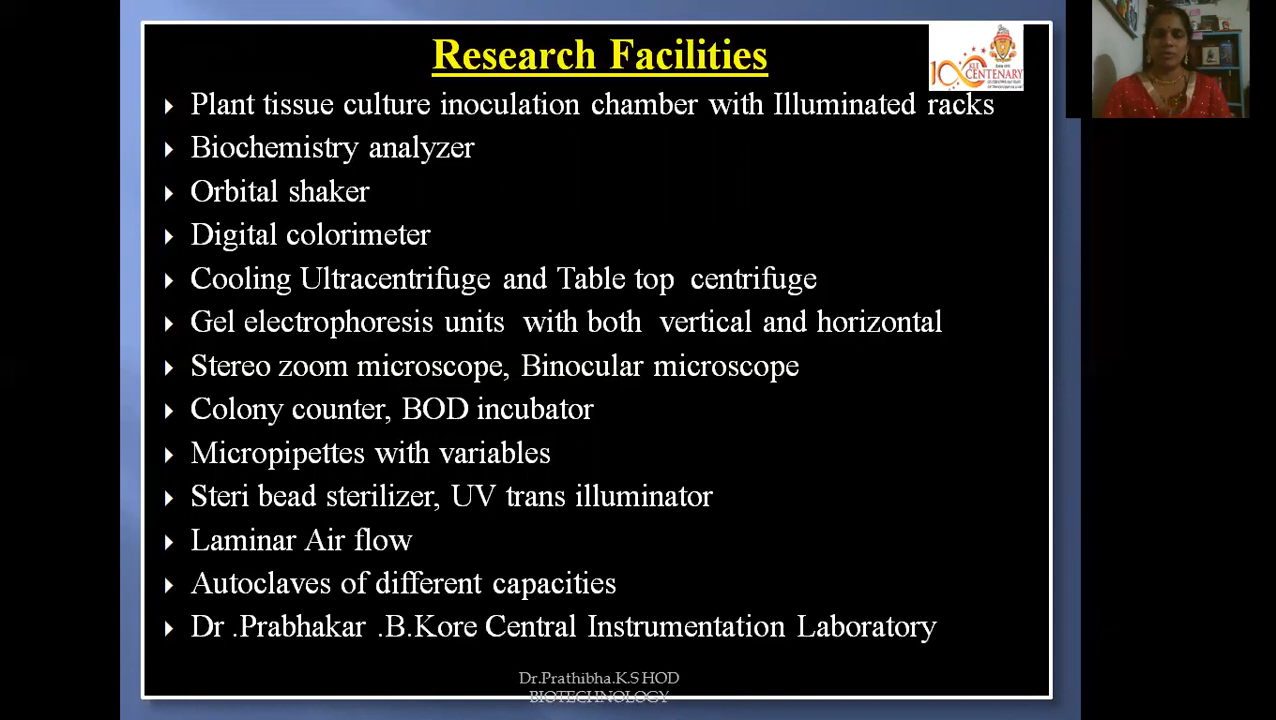 Research Facilities
KLE
100 CENTENARY
Plant tissue culture inoculation chamber with Illuminated racks
Biochemistry analyzer
Orbital shaker
Digital colorimeter
Cooling Ultracentrifuge and Table top centrifuge
Gel electrophoresis units with both vertical and horizontal
Stereo zoom microscope, Binocular microscope
Colony counter, BOD incubator
Micropipettes with variables
Steri bead sterilizer, UV trans illuminator
Laminar Air flow
Autoclaves of different capacities
Dr .Prabhakar .B.Kore Central Instrumentation Laboratory
Dr.Prathibha.K.S HOD
BIOTECHNOLOGY